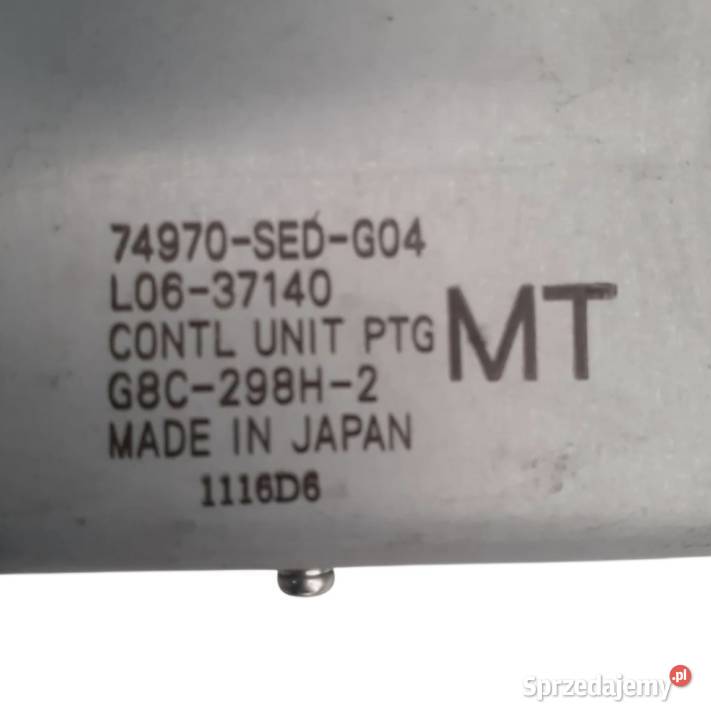 74970-SED-G04
L06-37140
CONTL UNIT PTG
G8C-298H-2
MADE IN JAPAN
MT
1116D6
Sprzedajemy.pl